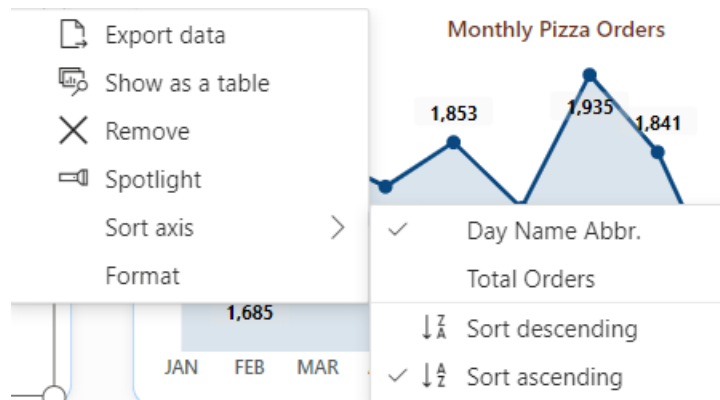 Export data
Show as a table
Remove
Spotlight
Sort axis
Format
Monthly Pizza Orders
1,853
1,935
1,841
Day Name Abbr.
Total Orders
Sort descending
Sort ascending
1,685
JAN FEB MAR